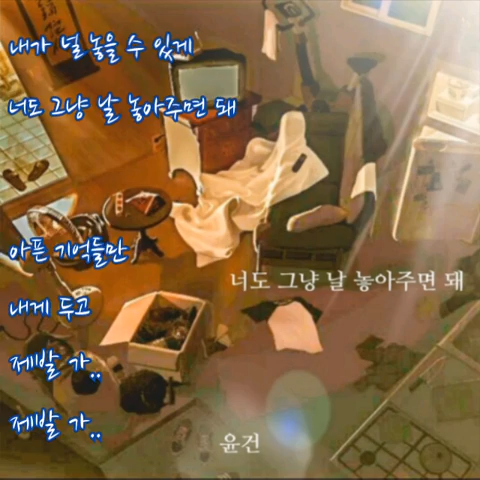 내가 널 놓을 수 있게
너도 그냥 날 놓아주면 돼
아픈 기억들만
너도 그냥 날 놓아주면 돼
내게 두고
제발 가..
제발 가..
윤건